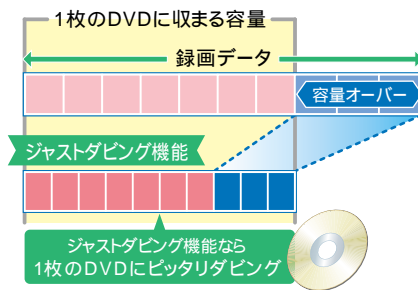 1枚のDVDに収まる容量
録画データ
容量オーバー
ジャストダビング機能
ジャストダビング機能なら
1枚のDVDにピッタリダビング